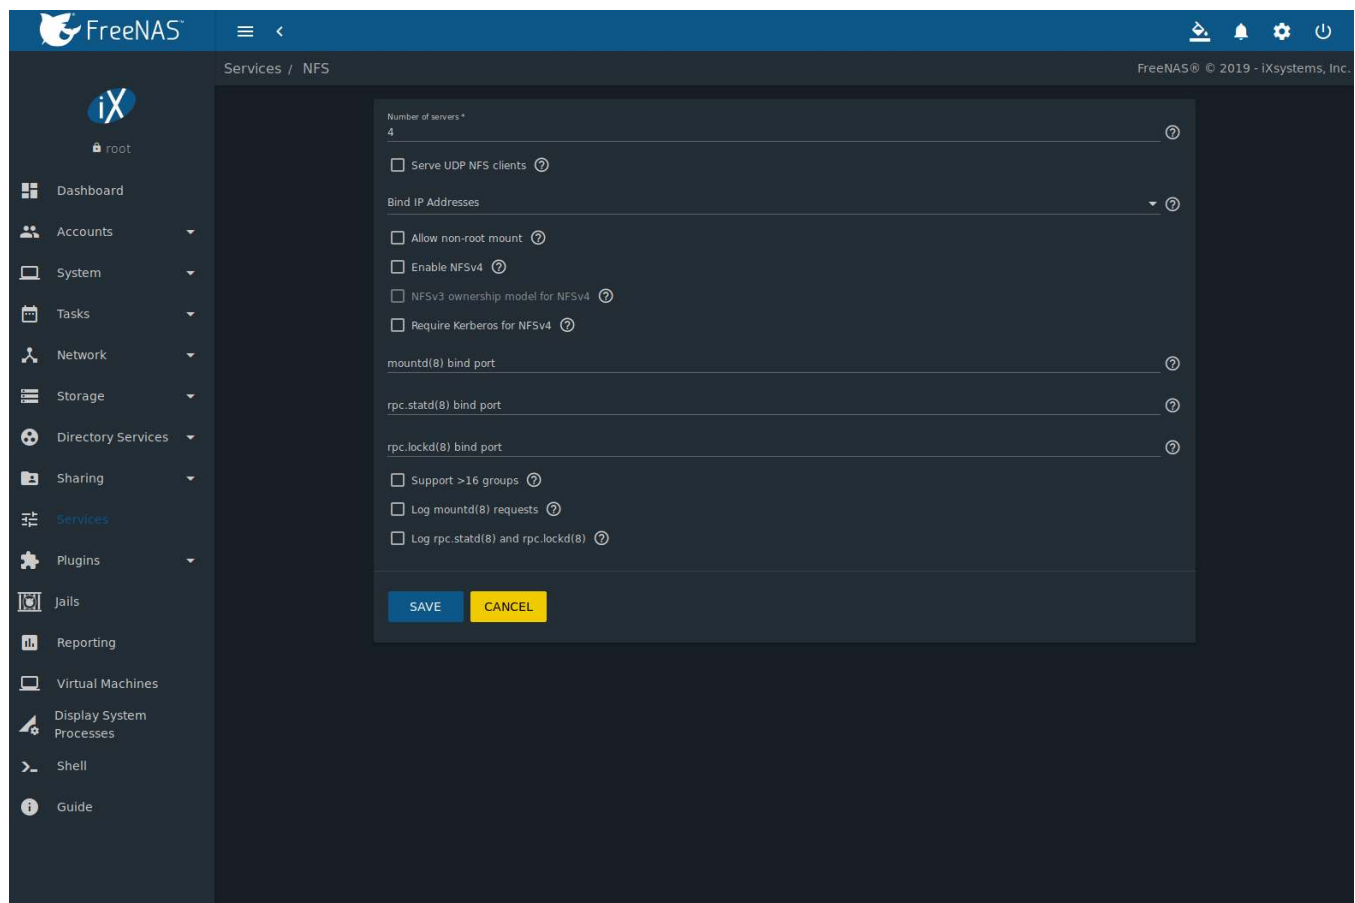 FreeNAS™
Services / NFS
FreeNAS® © 2019 - iXsystems, Inc.
iX
root
Dashboard
Accounts
System
Tasks
Network
Storage
Directory Services
Sharing
Services
Plugins
Jails
Reporting
Virtual Machines
Display System
Processes
Shell
Guide
Number of servers *
4
Serve UDP NFS clients
Bind IP Addresses
Allow non-root mount
Enable NFSv4
NFSv3 ownership model for NFSv4
Require Kerberos for NFSv4
mountd(8) bind port
rpc.statd(8) bind port
rpc.lockd(8) bind port
Support >16 groups
Log mountd(8) requests
Log rpc.statd(8) and rpc.lockd(8)
SAVE
CANCEL